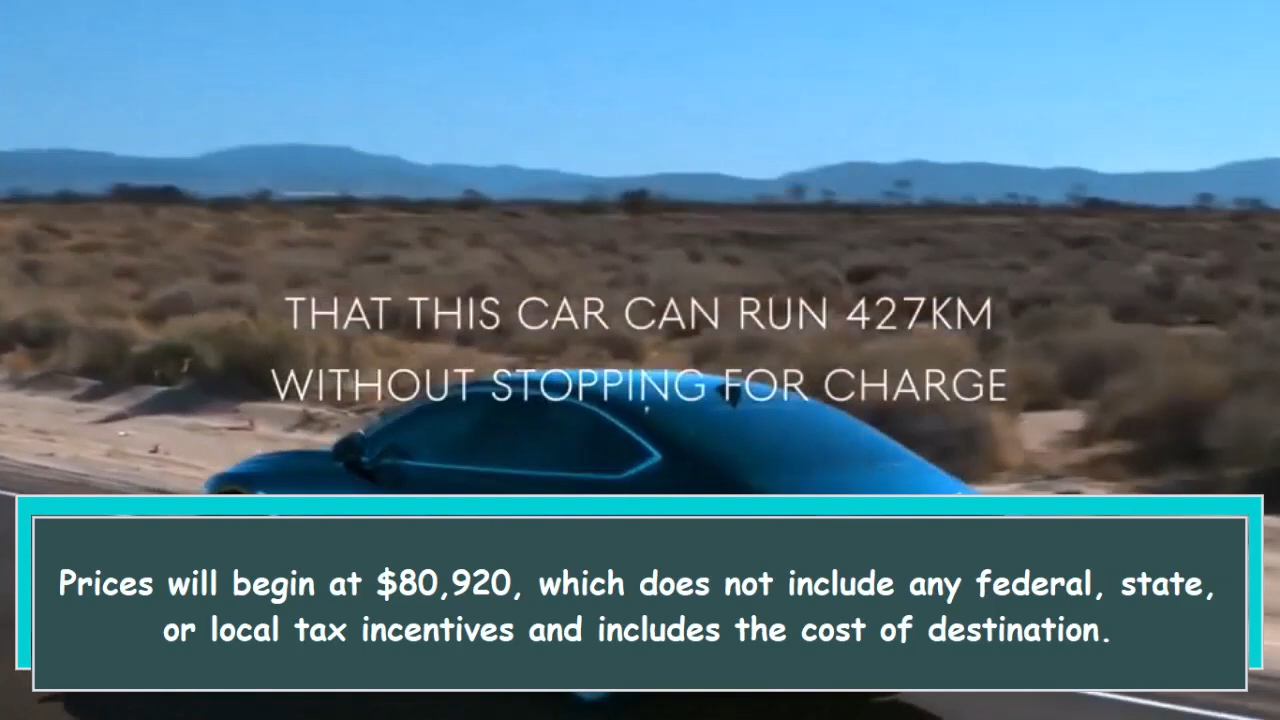 THAT THIS CAR CAN RUN 427KM
WITHOUT STOPPING FOR CHARGE
Prices will begin at $80,920, which does not include any federal, state,
or local tax incentives and includes the cost of destination.